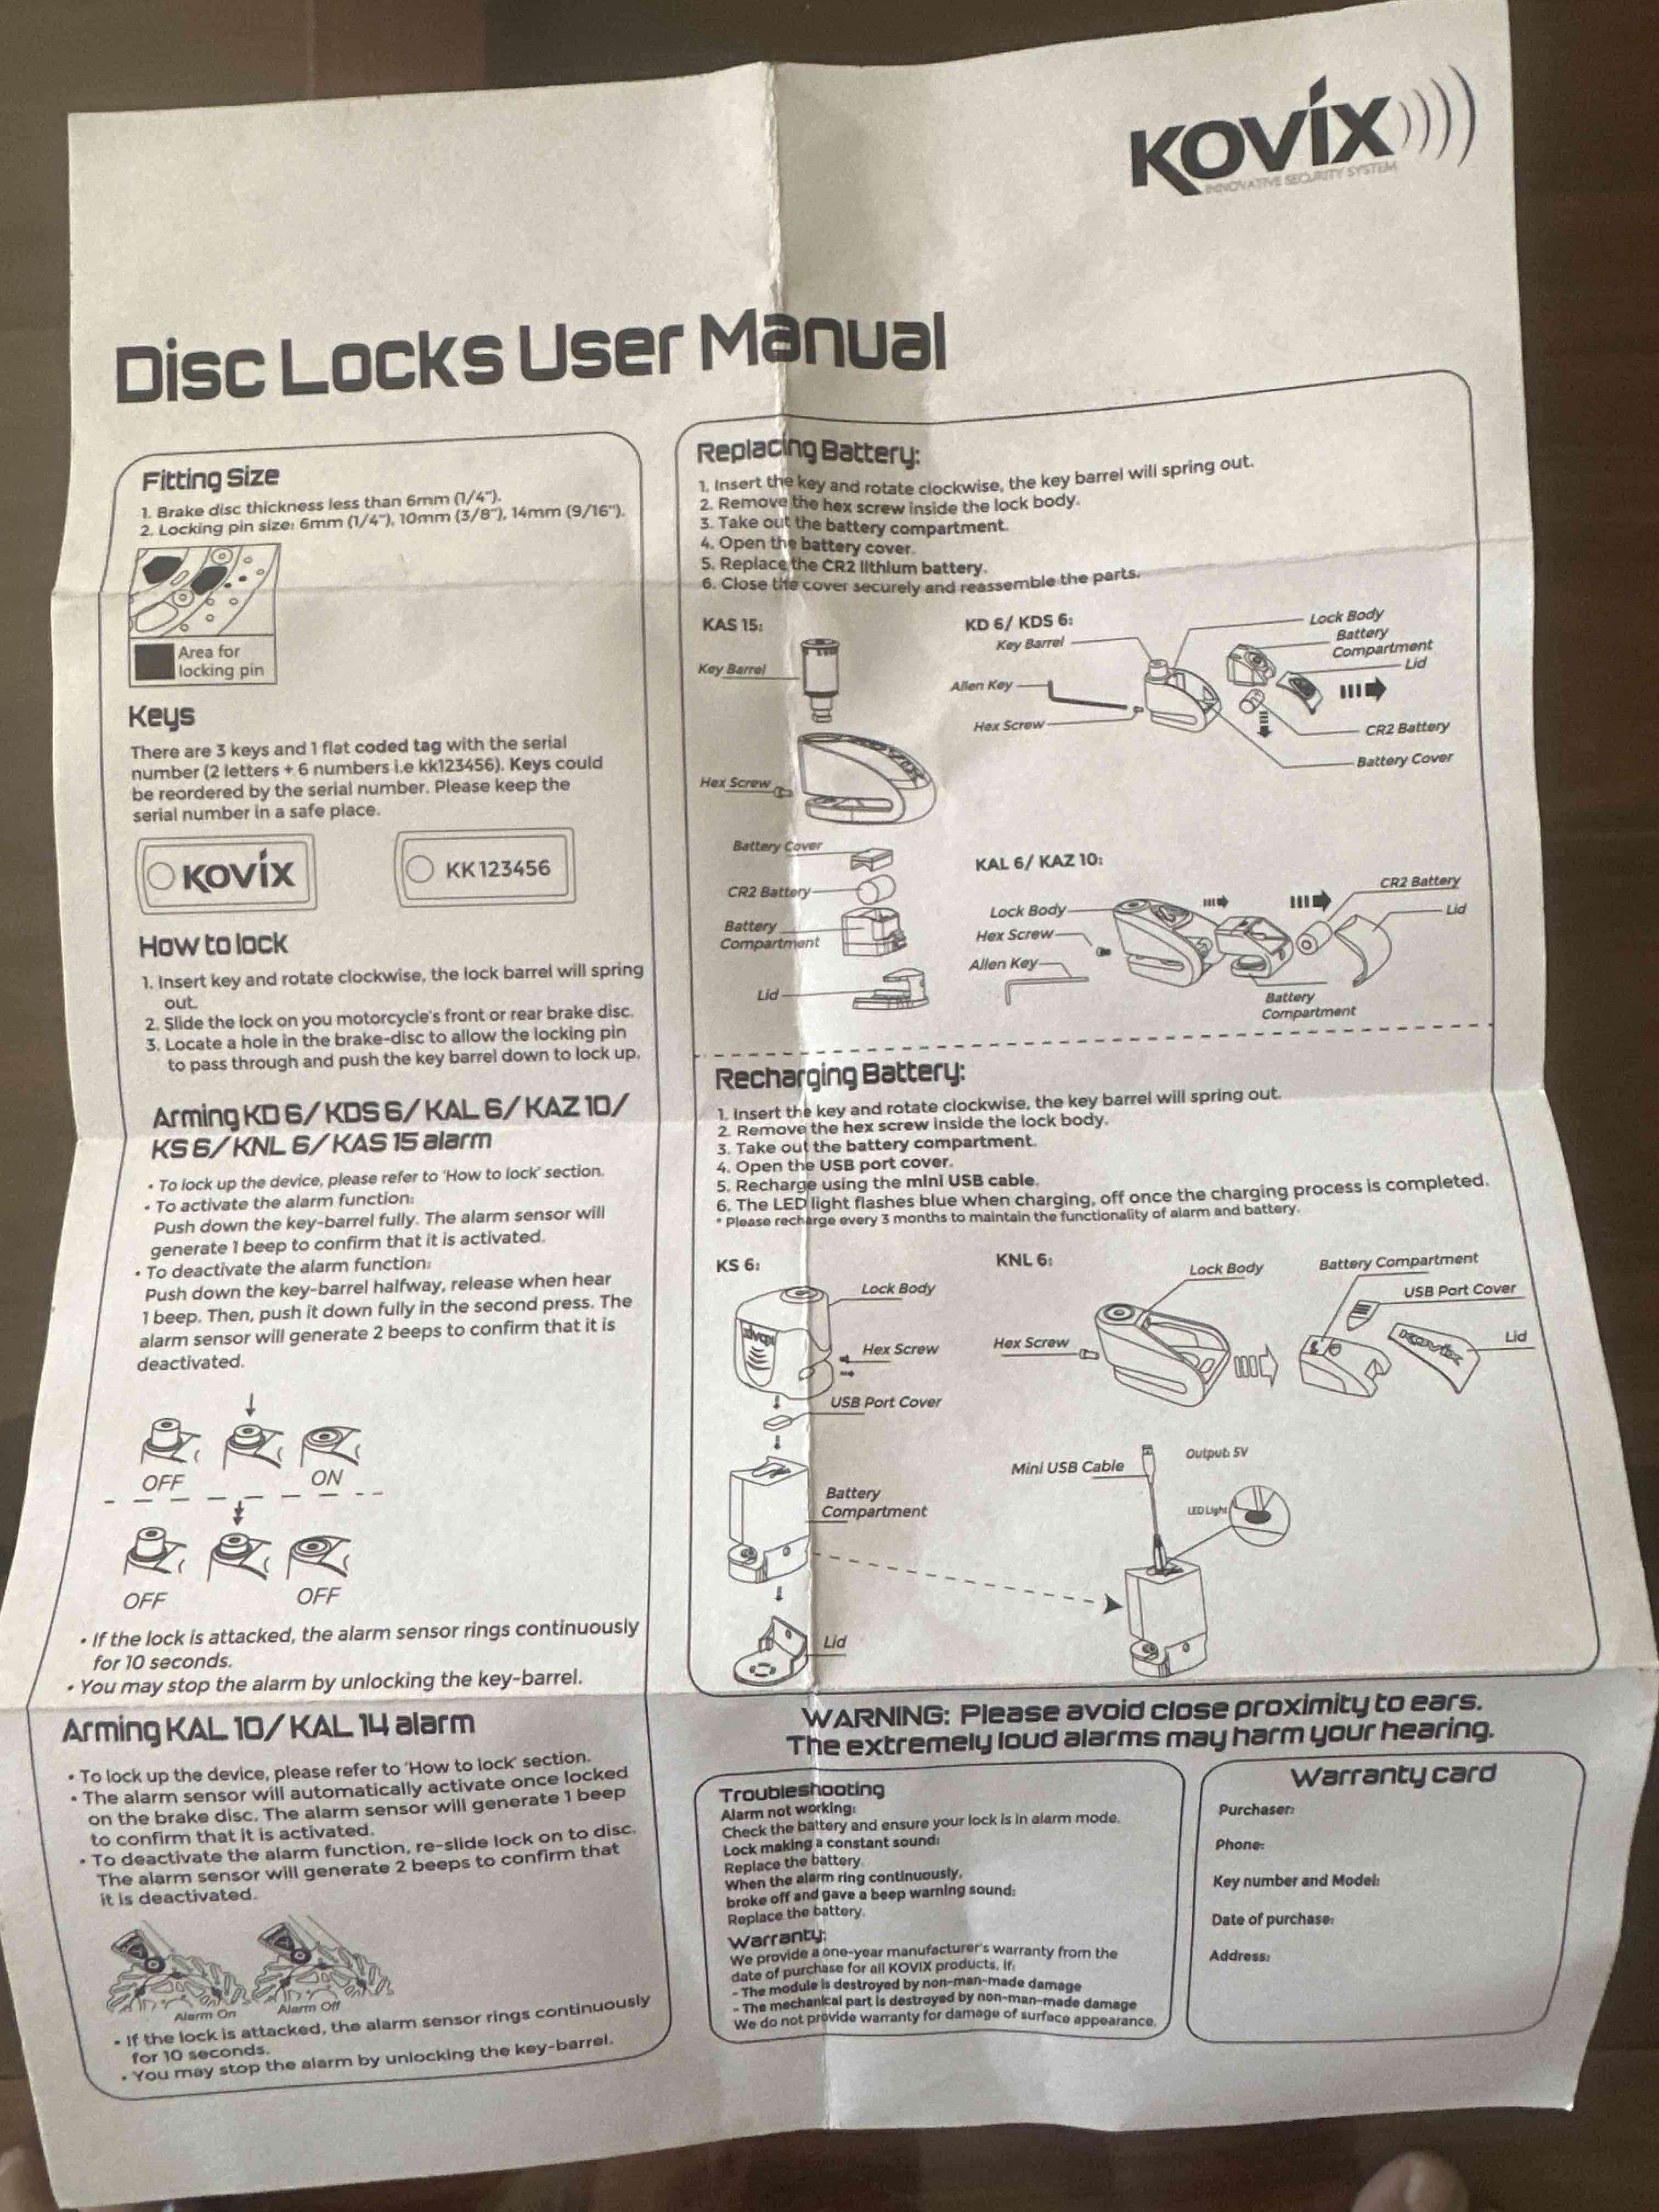 KOVIX
INNOVATIVE SECURITY SYSTEM
Disc Locks User Manual
Fitting Size
1. Brake disc thickness less than 6mm (1/4").
2. Locking pin size: 6mm (1/4"), 10mm (3/8"), 14mm (9/16").
Area for
locking pin
Keys
There are 3 keys and 1 flat coded tag with the serial
number (2 letters + 6 numbers i.e kk123456). Keys could
be reordered by the serial number. Please keep the
serial number in a safe place.
KOVIX
KK123456
How to lock
1. Insert key and rotate clockwise, the lock barrel will spring
out.
2. Slide the lock on you motorcycle's front or rear brake disc.
3. Locate a hole in the brake-disc to allow the locking pin
to pass through and push the key barrel down to lock up.
Arming KD 6/ KDS 6/ KAL 6/ KAZ 10/
KS 6/ KNL 6/ KAS 15 alarm
• To lock up the device, please refer to 'How to lock' section.
• To activate the alarm function:
Push down the key-barrel fully. The alarm sensor will
generate 1 beep to confirm that it is activated.
• To deactivate the alarm function:
Push down the key-barrel halfway, release when hear
1 beep. Then, push it down fully in the second press. The
alarm sensor will generate 2 beeps to confirm that it is
deactivated.
OFF
ON
OFF
OFF
• If the lock is attacked, the alarm sensor rings continuously
for 10 seconds.
• You may stop the alarm by unlocking the key-barrel.
Arming KAL 10/ KAL 14 alarm
• To lock up the device, please refer to 'How to lock' section.
• The alarm sensor will automatically activate once locked
on the brake disc. The alarm sensor will generate 1 beep
to confirm that it is activated.
• To deactivate the alarm function, re-slide lock on to disc.
The alarm sensor will generate 2 beeps to confirm that
it is deactivated.
Alarm On
Alarm Off
• If the lock is attacked, the alarm sensor rings continuously
for 10 seconds.
• You may stop the alarm by unlocking the key-barrel.
Replacing Battery:
1. Insert the key and rotate clockwise, the key barrel will spring out.
2. Remove the hex screw inside the lock body.
3. Take out the battery compartment.
4. Open the battery cover.
5. Replace the CR2 lithium battery.
6. Close the cover securely and reassemble the parts.
KAS 15:
Key Barrel
Hex Screw
Battery Cover
CR2 Battery
Battery
Compartment
Lid
KD 6/ KDS 6:
Key Barrel
Allen Key
Hex Screw
Lock Body
Battery
Compartment
Lid
CR2 Battery
Battery Cover
KAL 6/ KAZ 10:
Lock Body
Hex Screw
Allen Key
CR2 Battery
Lid
Battery
Compartment
Recharging Battery:
1. Insert the key and rotate clockwise, the key barrel will spring out.
2. Remove the hex screw inside the lock body.
3. Take out the battery compartment.
4. Open the USB port cover.
5. Recharge using the mini USB cable.
6. The LED light flashes blue when charging, off once the charging process is completed.
* Please recharge every 3 months to maintain the functionality of alarm and battery.
KS 6:
Lock Body
KOVIX
Hex Screw
USB Port Cover
Battery
Compartment
Lid
KNL 6:
Lock Body
Hex Screw
Battery Compartment
USB Port Cover
KOVIX
Lid
Mini USB Cable
Output: 5V
LED Light
WARNING: Please avoid close proximity to ears.
The extremely loud alarms may harm your hearing.
Troubleshooting
Alarm not working:
Check the battery and ensure your lock is in alarm mode.
Lock making a constant sound:
Replace the battery.
When the alarm ring continuously,
broke off and gave a beep warning sound:
Replace the battery.
Warranty:
We provide a one-year manufacturer's warranty from the
date of purchase for all KOVIX products, if:
- The module is destroyed by non-man-made damage
- The mechanical part is destroyed by non-man-made damage
We do not provide warranty for damage of surface appearance.
Warranty card
Purchaser:
Phone:
Key number and Model:
Date of purchase:
Address: